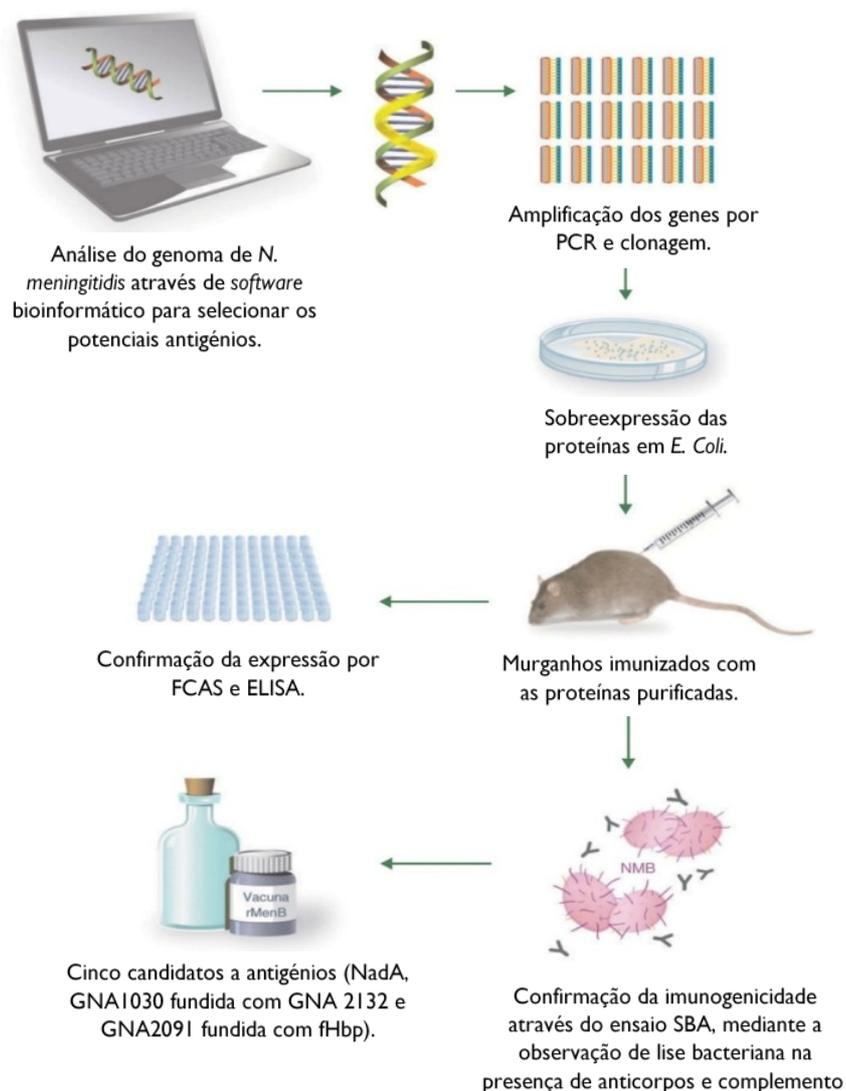 Amplificação dos genes por
PCR e clonagem.
Análise do genoma de N.
meningitidis através de software
bioinformático para selecionar os
potenciais antigénios.
Sobreexpressão das
proteínas em E. Coli.
Murganhos imunizados com
as proteínas purificadas.
Confirmação da expressão por
FCAS e ELISA.
NMB
Vacuna
rMenB
Confirmação da imunogenicidade
através do ensaio SBA, mediante a
observação de lise bacteriana na
presença de anticorpos e complemento
Cinco candidatos a antigénios (NadA,
GNA1030 fundida com GNA 2132 e
GNA2091 fundida com fHbp).